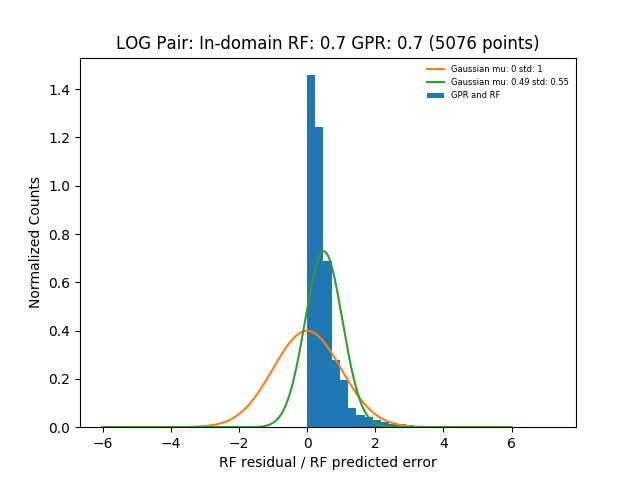 LOG Pair: In-domain RF: 0.7 GPR: 0.7 (5076 points)
Gaussian mu: 0 std: 1
Gaussian mu: 0.49 std: 0.55
GPR and RF
Normalized Counts
1.4
1.2
1.0
0.8
0.6
0.4
0.2
0.0
−6 −4 −2 0 2 4 6
RF residual / RF predicted error